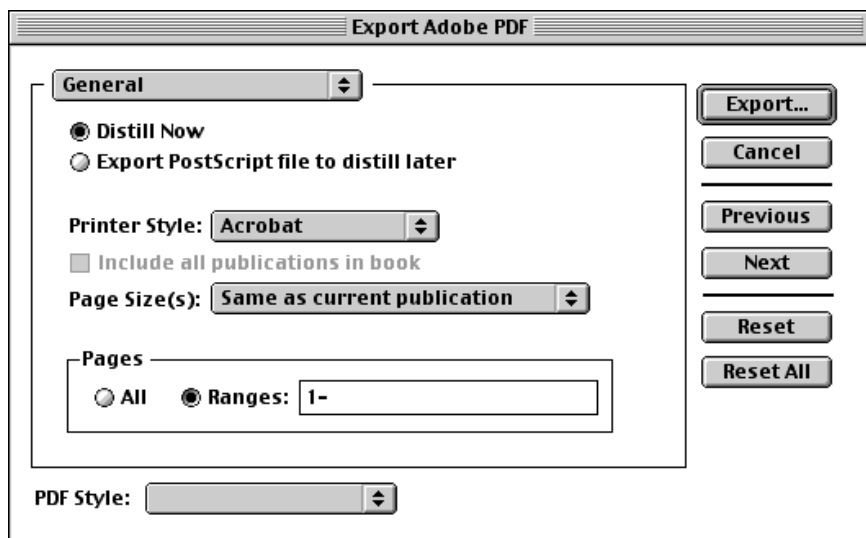 Export Adobe PDF
General
Distill Now
Export PostScript file to distill later
Printer Style: Acrobat
Include all publications in book
Page Size(s): Same as current publication
Pages
All Ranges: 1-
PDF Style:
Export...
Cancel
Previous
Next
Reset
Reset All